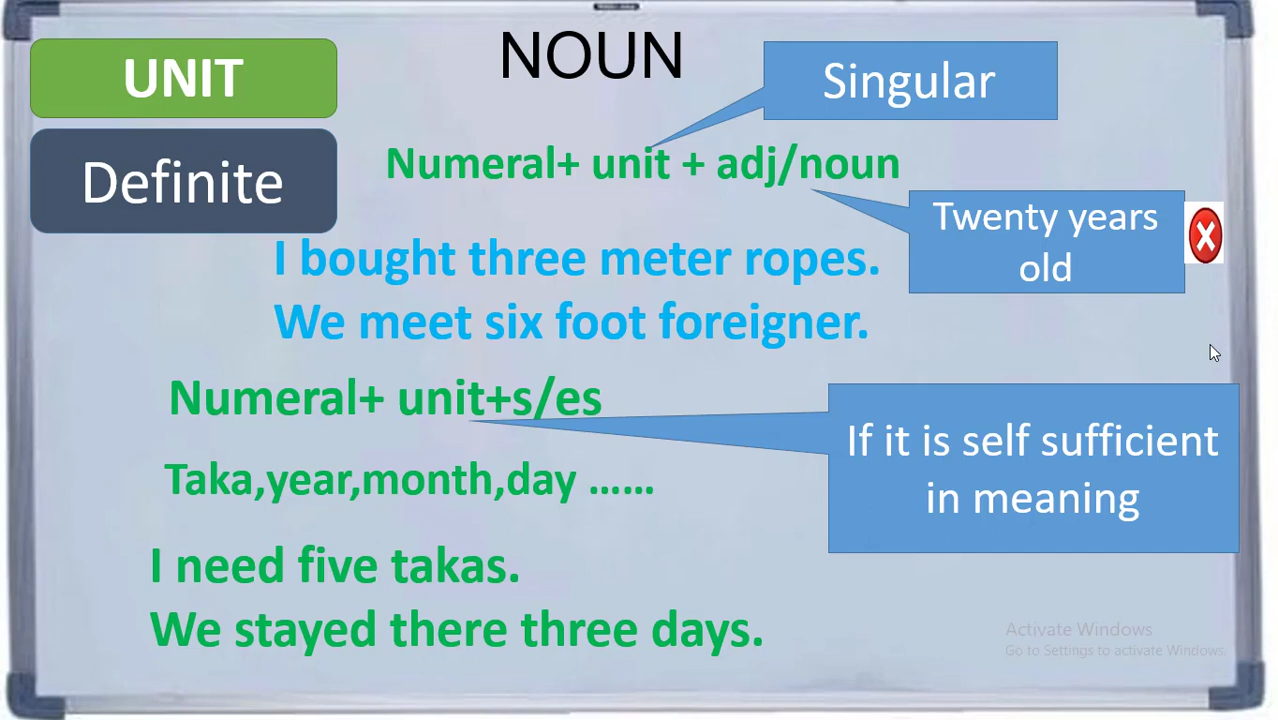 NOUN
UNIT
Singular
Definite
Numeral+ unit + adj/noun
Twenty years
old
X
I bought three meter ropes.
We meet six foot foreigner.
Numeral+ unit+s/es
If it is self sufficient
in meaning
Taka,year,month,day ......
I need five takas.
We stayed there three days.
Activate Windows
Go to Settings to activate Windows.